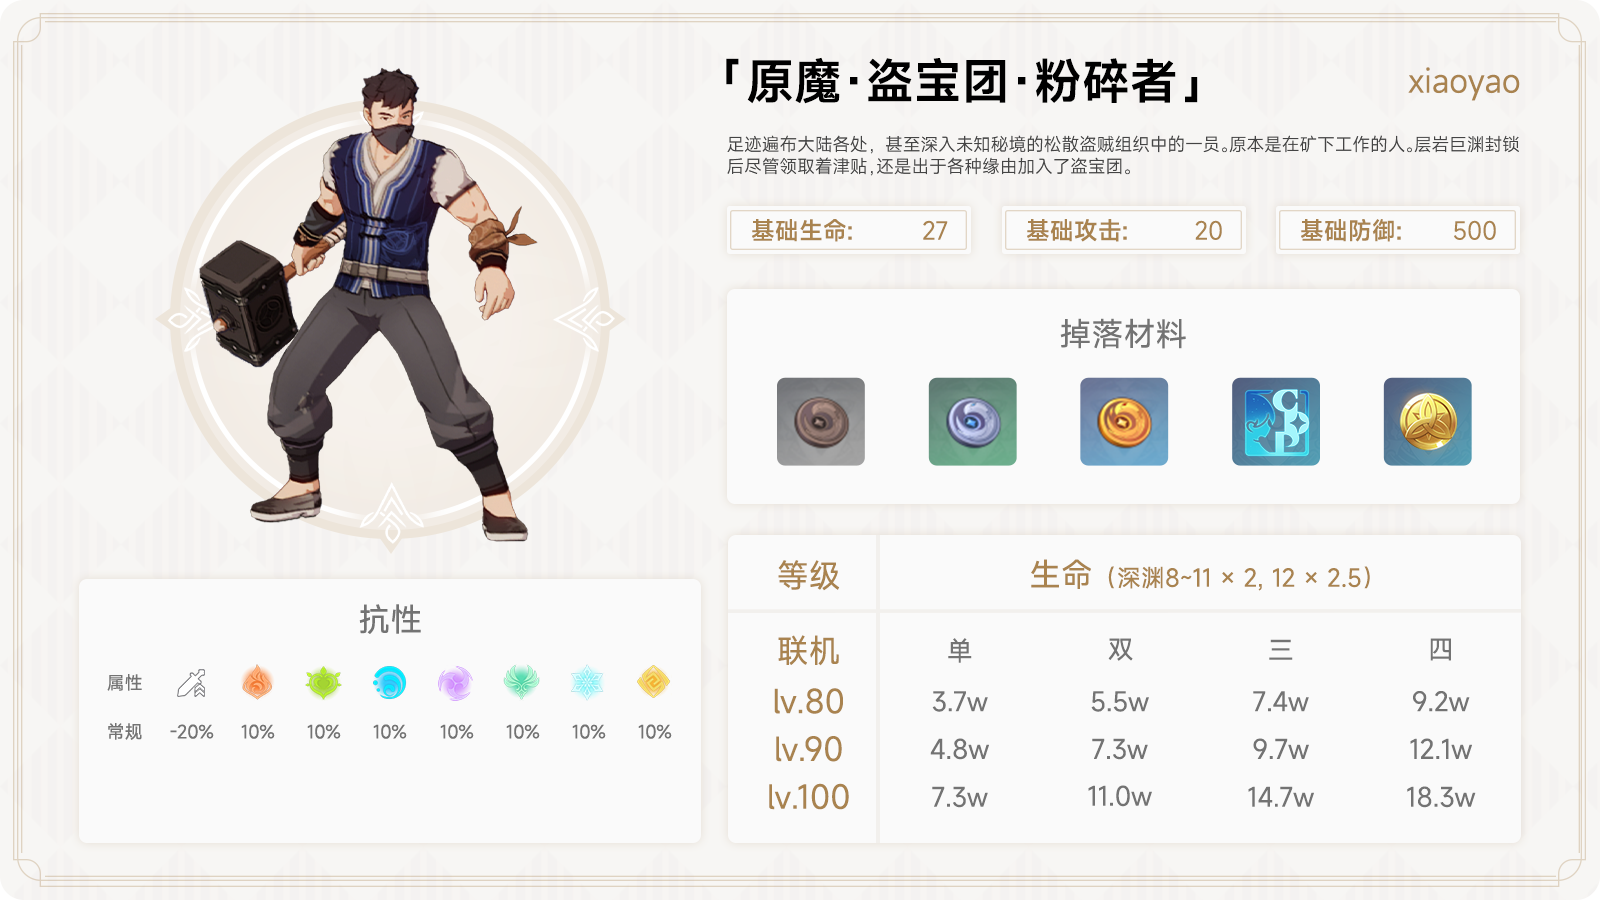 「原魔·盗宝团·粉碎者」
xiaoyao
足迹遍布大陆各处，甚至深入未知秘境的松散盗贼组织中的一员。原本是在矿下工作的人。层岩巨渊封锁
后尽管领取着津贴，还是出于各种缘由加入了盗宝团。
基础生命: 27
基础攻击: 20
基础防御: 500
掉落材料
抗性
属性
常规 -20% 10% 10% 10% 10% 10% 10% 10%
等级 生命（深渊8~11 × 2, 12 × 2.5）
联机 单 双 三 四
lv.80 3.7w 5.5w 7.4w 9.2w
lv.90 4.8w 7.3w 9.7w 12.1w
lv.100 7.3w 11.0w 14.7w 18.3w